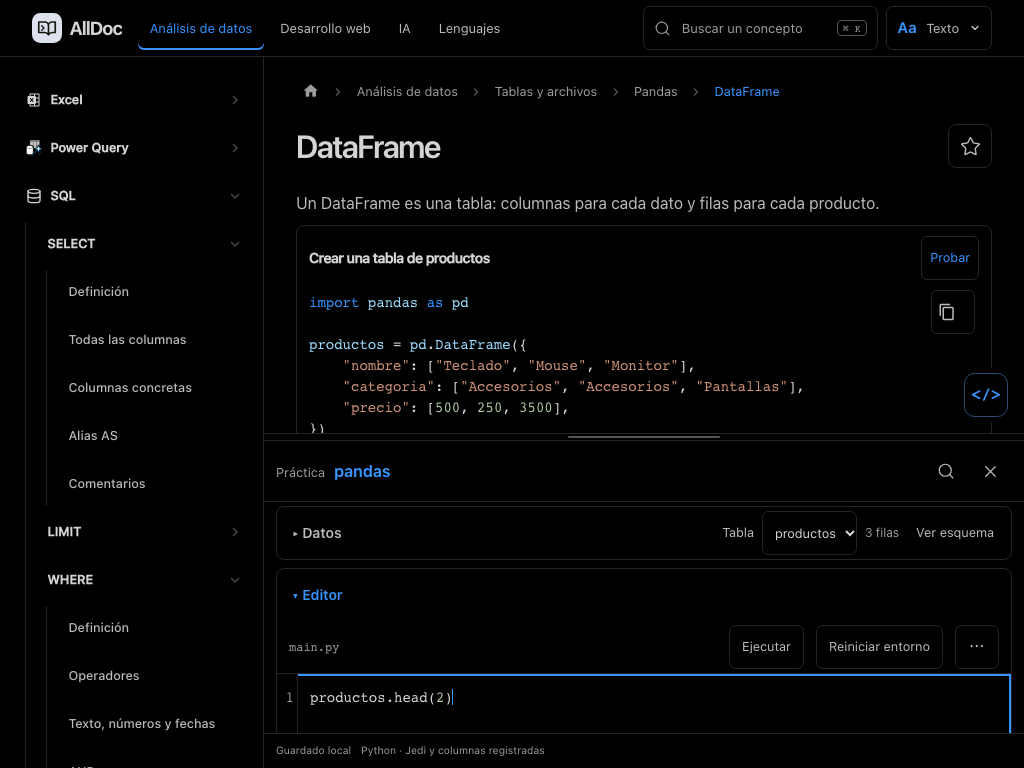 AllDoc
Análisis de datos
Desarrollo web
IA
Lenguajes
Buscar un concepto
⌘ K
Aa Texto
Excel
Power Query
SQL
SELECT
Definición
Todas las columnas
Columnas concretas
Alias AS
Comentarios
LIMIT
WHERE
Definición
Operadores
Texto, números y fechas
Análisis de datos
Tablas y archivos
Pandas
DataFrame
DataFrame
Un DataFrame es una tabla: columnas para cada dato y filas para cada producto.
Crear una tabla de productos
Probar
import pandas as pd
productos = pd.DataFrame({
"nombre": ["Teclado", "Mouse", "Monitor"],
"categoria": ["Accesorios", "Accesorios", "Pantallas"],
"precio": [500, 250, 3500],
})
</>
Práctica pandas
Datos
Tabla
productos
3 filas
Ver esquema
Editor
main.py
Ejecutar
Reiniciar entorno
...
1 productos.head(2)
Guardado local
Python · Jedi y columnas registradas